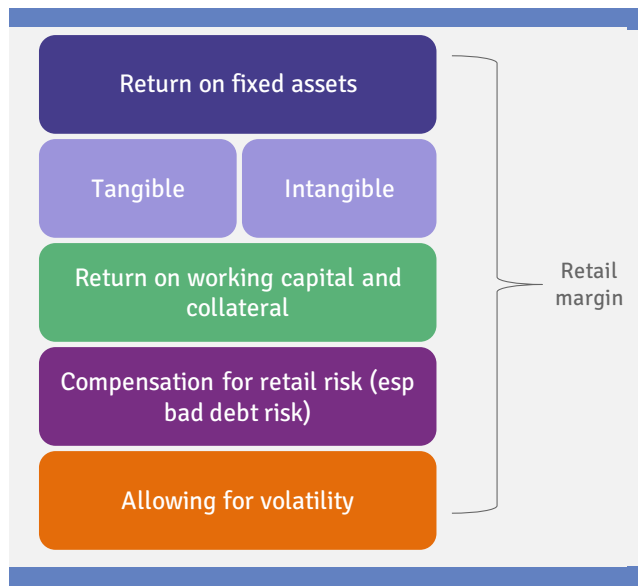 Return on fixed assets
Tangible
Intangible
Return on working capital and
collateral
Retail
margin
Compensation for retail risk (esp
bad debt risk)
Allowing for volatility